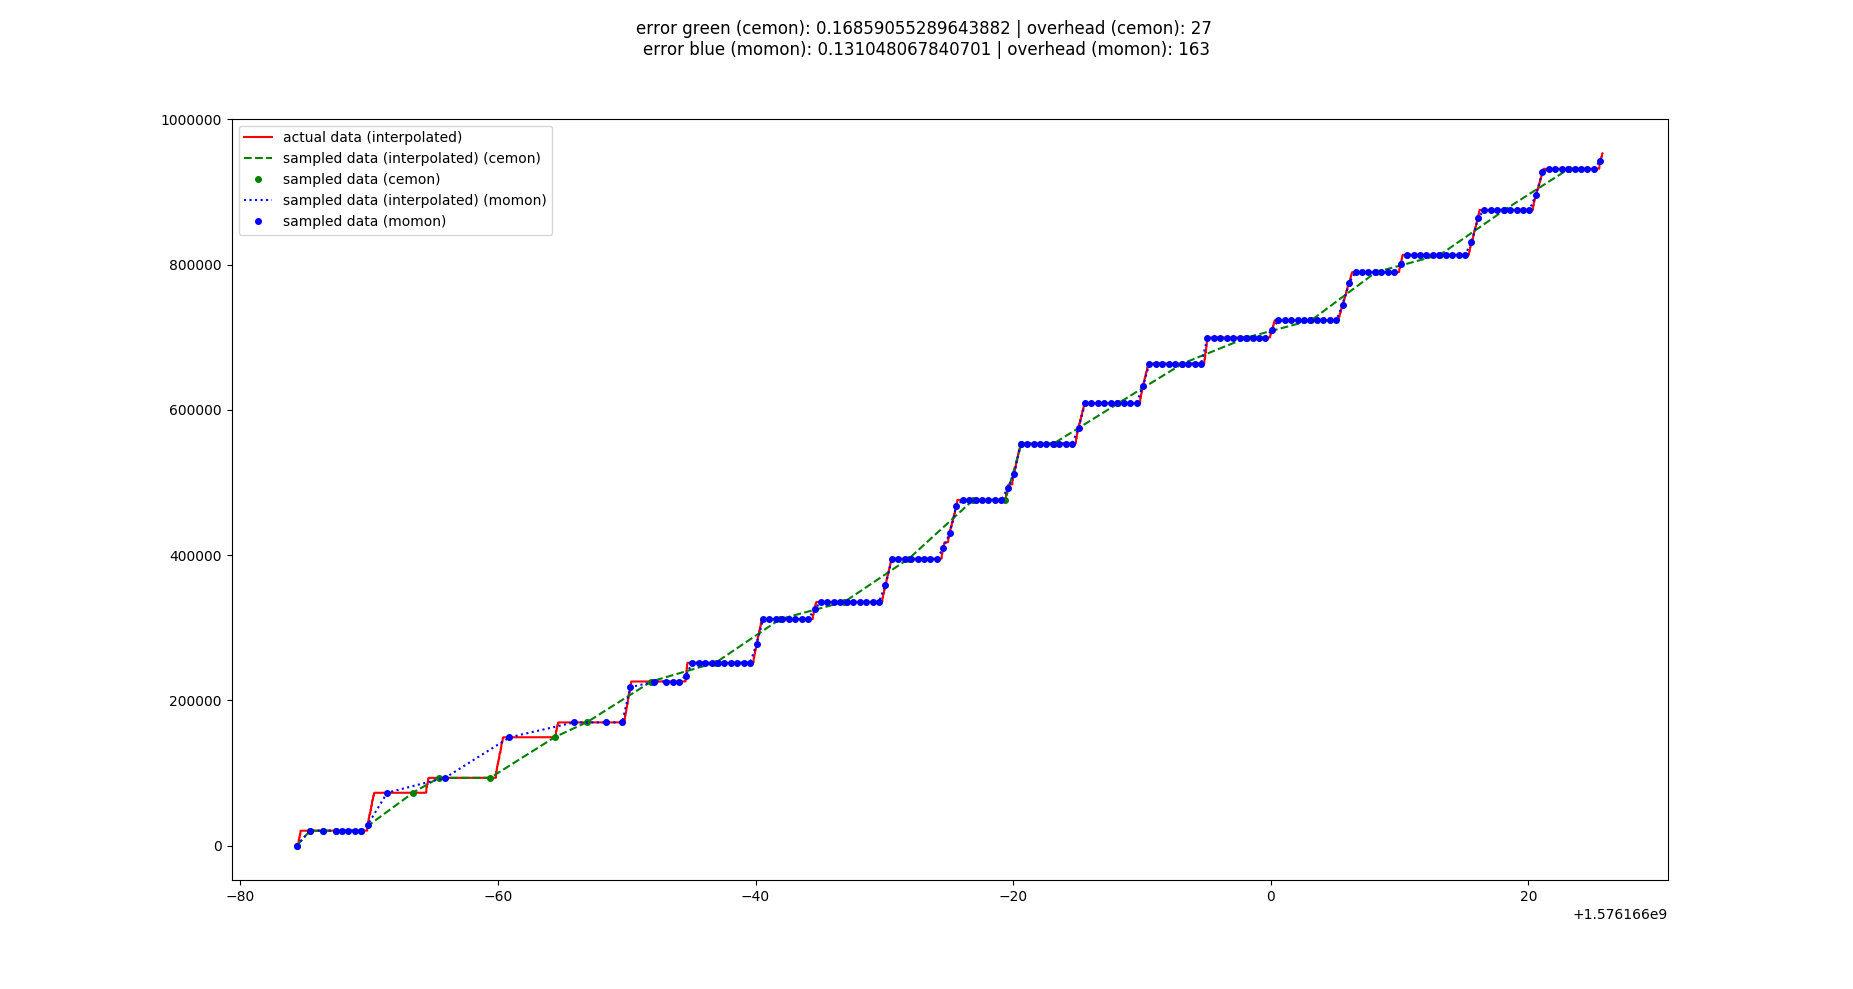 error green (cemon): 0.16859055289643882 | overhead (cemon): 27
error blue (momon): 0.131048067840701 | overhead (momon): 163
1000000
800000
600000
400000
200000
0
actual data (interpolated)
sampled data (interpolated) (cemon)
sampled data (cemon)
sampled data (interpolated) (momon)
sampled data (momon)
−80
−60
−40
−20
0
20
+1.576166e9